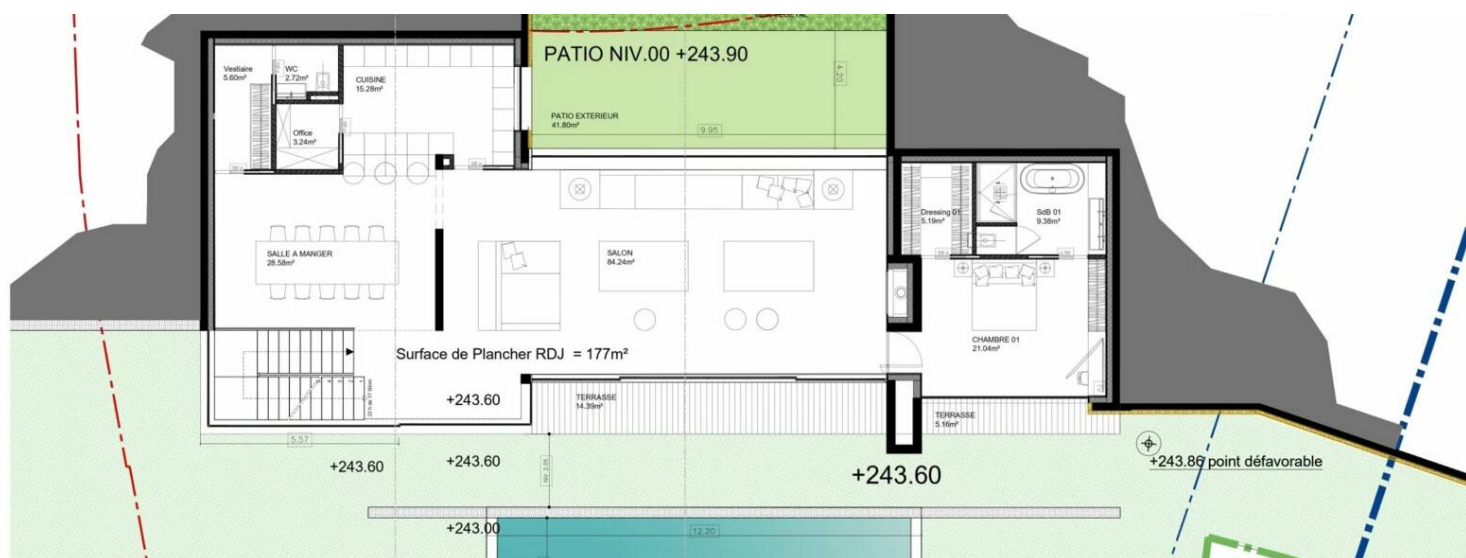 PATIO NIV.00 +243.90
Vestiaire
5.60m²
WC
2.72m²
CUISINE
15.28m²
Office
3.24m²
PATIO EXTERIEUR
41.80m²
4.20
9.95
Dressing 01
5.19m²
SdB 01
9.38m²
SALLE A MANGER
28.58m²
SALON
84.24m²
CHAMBRE 01
21.04m²
Surface de Plancher RDJ = 177m²
+243.60
TERRASSE
14.39m²
TERRASSE
5.16m²
5.57
+243.60
+243.60
+243.60
+243.86 point défavorable
+243.00
12.20